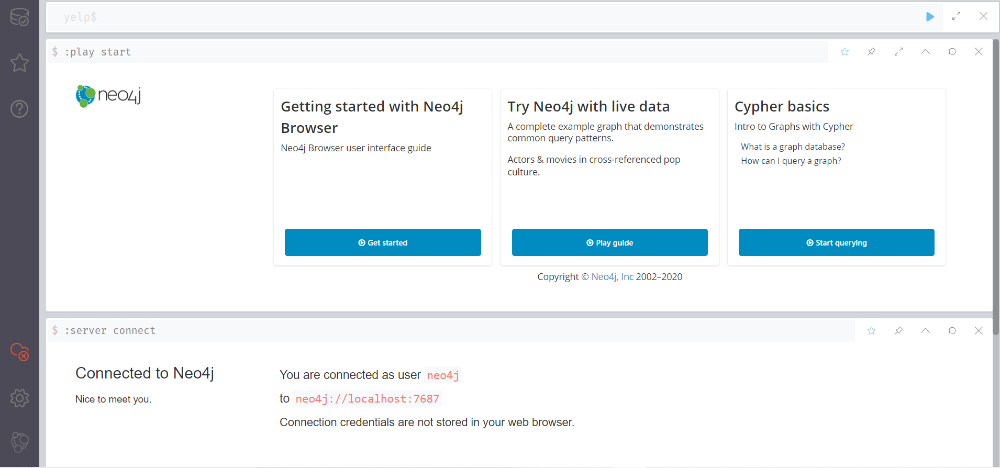 yelp$
$ :play start
neo4j
Getting started with Neo4j
Browser
Neo4j Browser user interface guide
Get started
Try Neo4j with live data
A complete example graph that demonstrates
common query patterns.
Actors & movies in cross-referenced pop
culture.
Play guide
Cypher basics
Intro to Graphs with Cypher
What is a graph database?
How can I query a graph?
Start querying
Copyright © Neo4j, Inc 2002–2020
$ :server connect
Connected to Neo4j
Nice to meet you.
You are connected as user neo4j
to neo4j://localhost:7687
Connection credentials are not stored in your web browser.